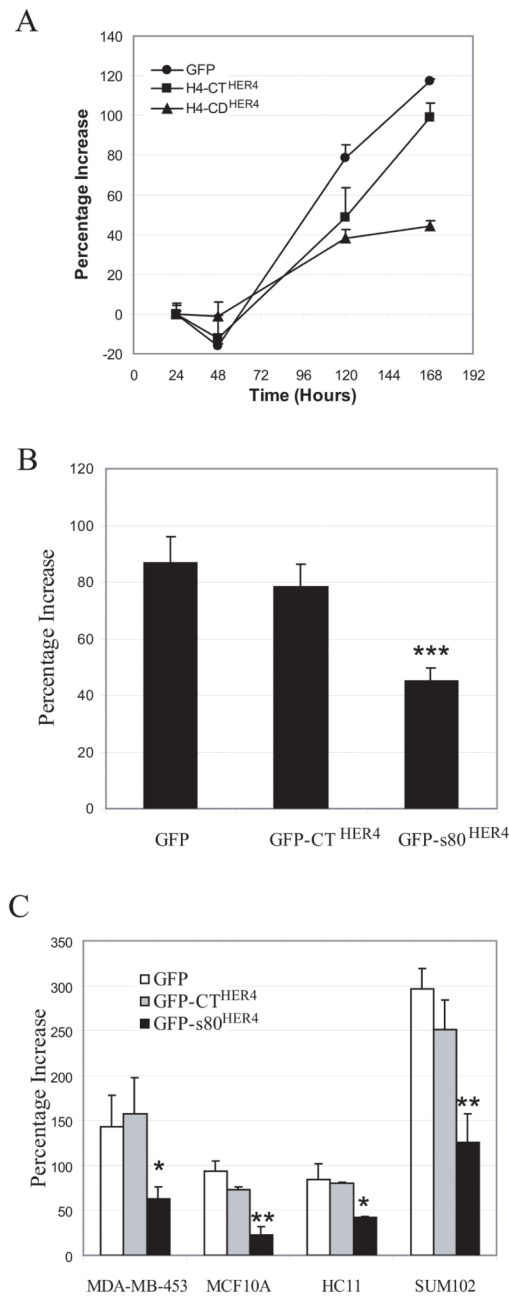 A
140
120
100
80
60
40
20
0
-20
GFP
H4-CT^HER4
H4-CD^HER4
Percentage Increase
0 24 48 72 96 120 144 168 192
Time (Hours)
B
120
100
80
60
40
20
0
Percentage Increase
***
GFP GFP-CT^HER4 GFP-s80^HER4
C
350
300
250
200
150
100
50
0
Percentage Increase
GFP
GFP-CT^HER4
GFP-s80^HER4
* ** * **
MDA-MB-453 MCF10A HC11 SUM102